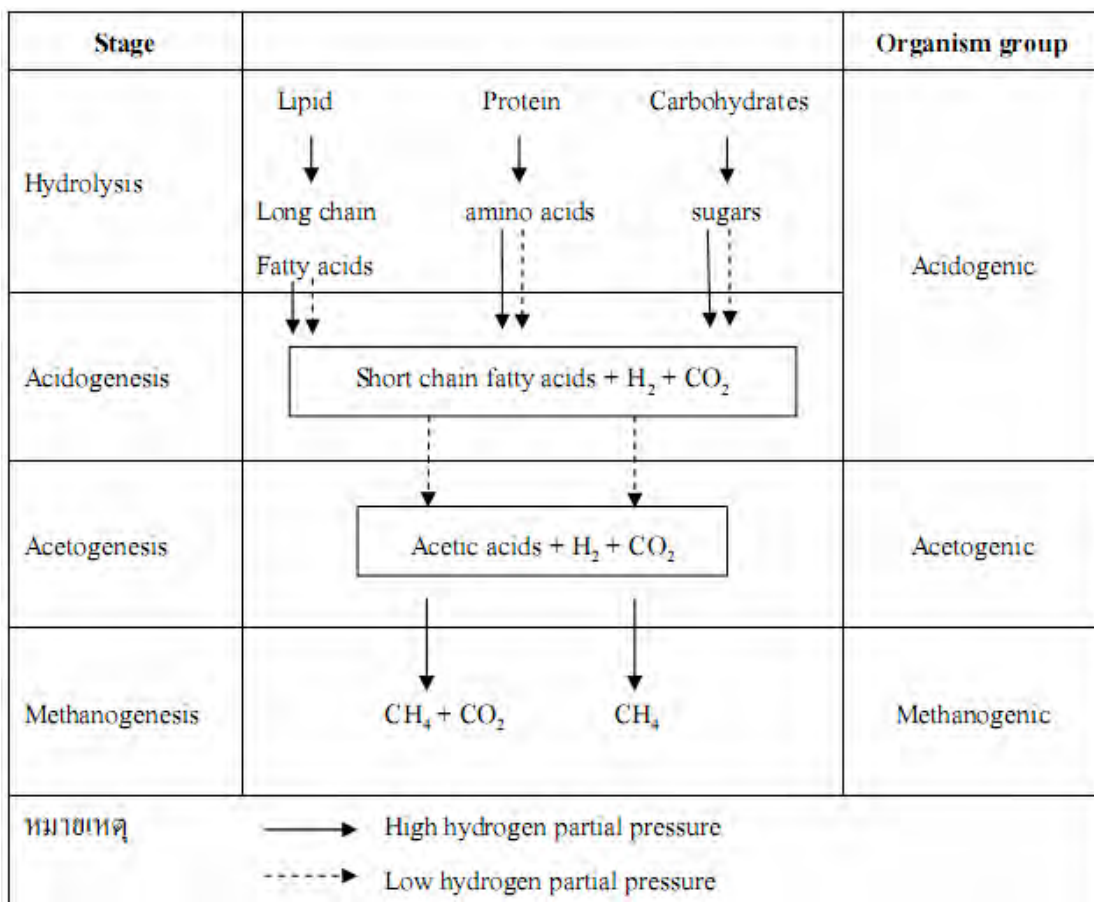 Stage
Organism group
Lipid
Protein
Carbohydrates
Hydrolysis
Long chain
Fatty acids
amino acids
sugars
Acidogenic
Acidogenesis
Short chain fatty acids + H₂ + CO₂
Acetogenesis
Acetic acids + H₂ + CO₂
Acetogenic
Methanogenesis
CH₄ + CO₂
CH₄
Methanogenic
หมายเหตุ
High hydrogen partial pressure
Low hydrogen partial pressure